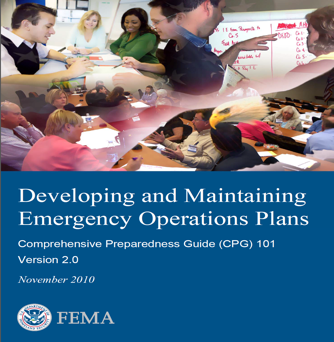 Developing and Maintaining
Emergency Operations Plans
Comprehensive Preparedness Guide (CPG) 101
Version 2.0
November 2010
FEMA